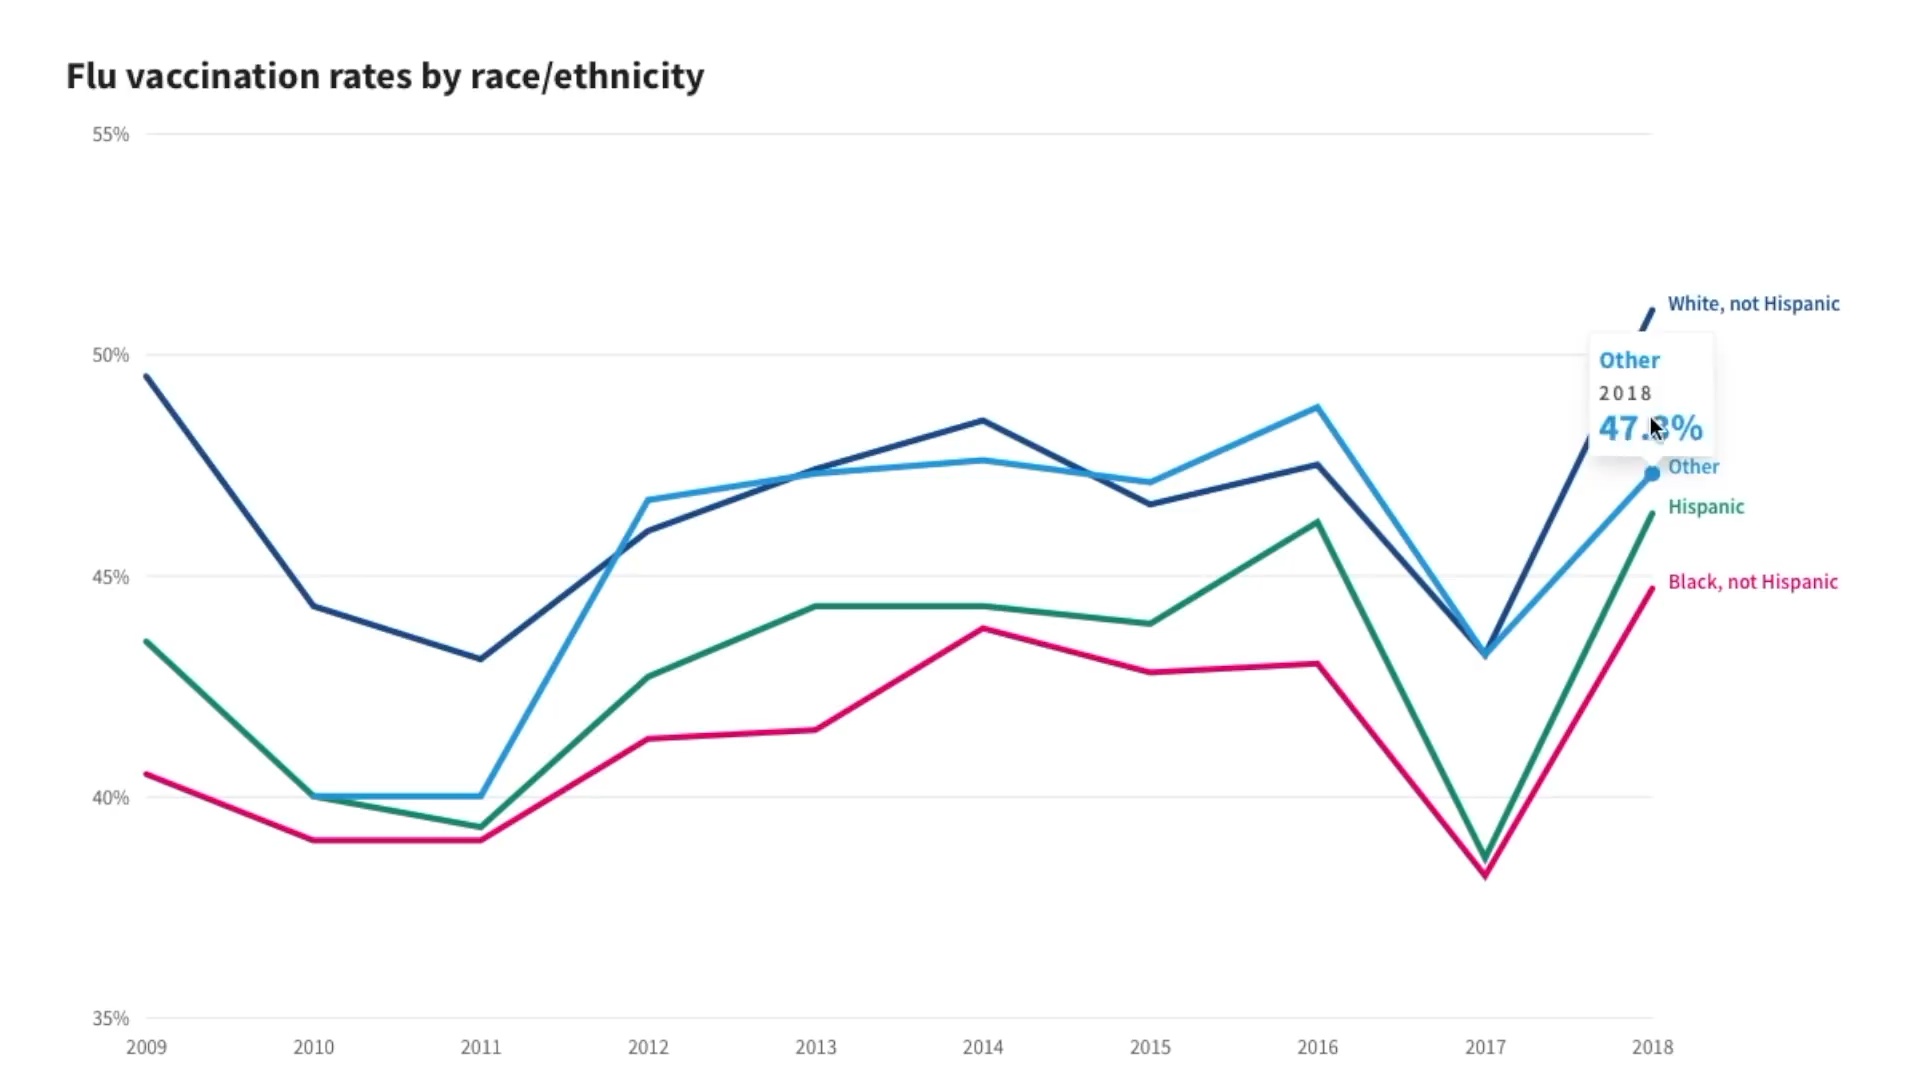 Flu vaccination rates by race/ethnicity
55%
White, not Hispanic
50%
Other
2018
Other
Hispanic
45%
Black, not Hispanic
40%
35%
2009 2010 2011 2012 2013 2014 2015 2016 2017 2018